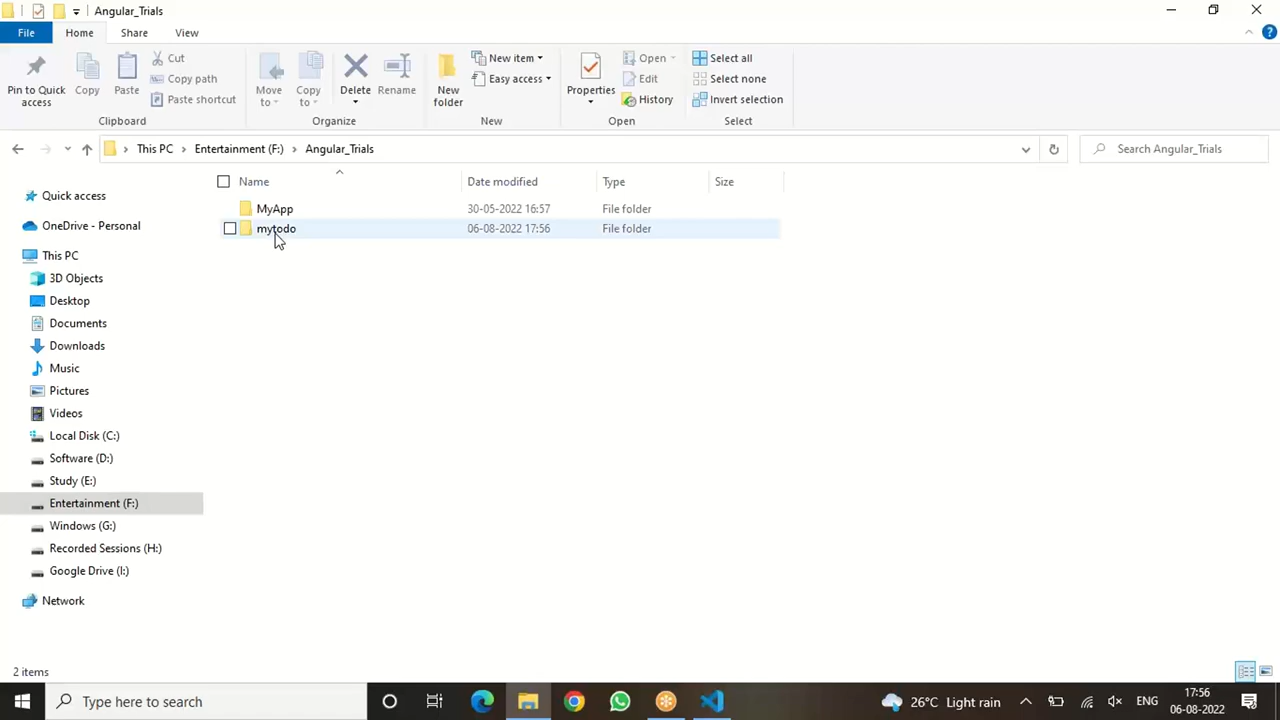 Angular_Trials
File Home Share View
Pin to Quick access
Copy
Paste
Cut
Copy path
Paste shortcut
Clipboard
Move to
Copy to
Delete
Rename
Organize
New folder
New item
Easy access
New
Properties
Open
Edit
History
Open
Select all
Select none
Invert selection
Select
This PC Entertainment (F:) Angular_Trials
Search Angular_Trials
Name Date modified Type Size
MyApp 30-05-2022 16:57 File folder
mytodo 06-08-2022 17:56 File folder
Quick access
OneDrive - Personal
This PC
3D Objects
Desktop
Documents
Downloads
Music
Pictures
Videos
Local Disk (C:)
Software (D:)
Study (E:)
Entertainment (F:)
Windows (G:)
Recorded Sessions (H:)
Google Drive (I:)
Network
2 items
Type here to search
26°C Light rain
ENG
17:56
06-08-2022